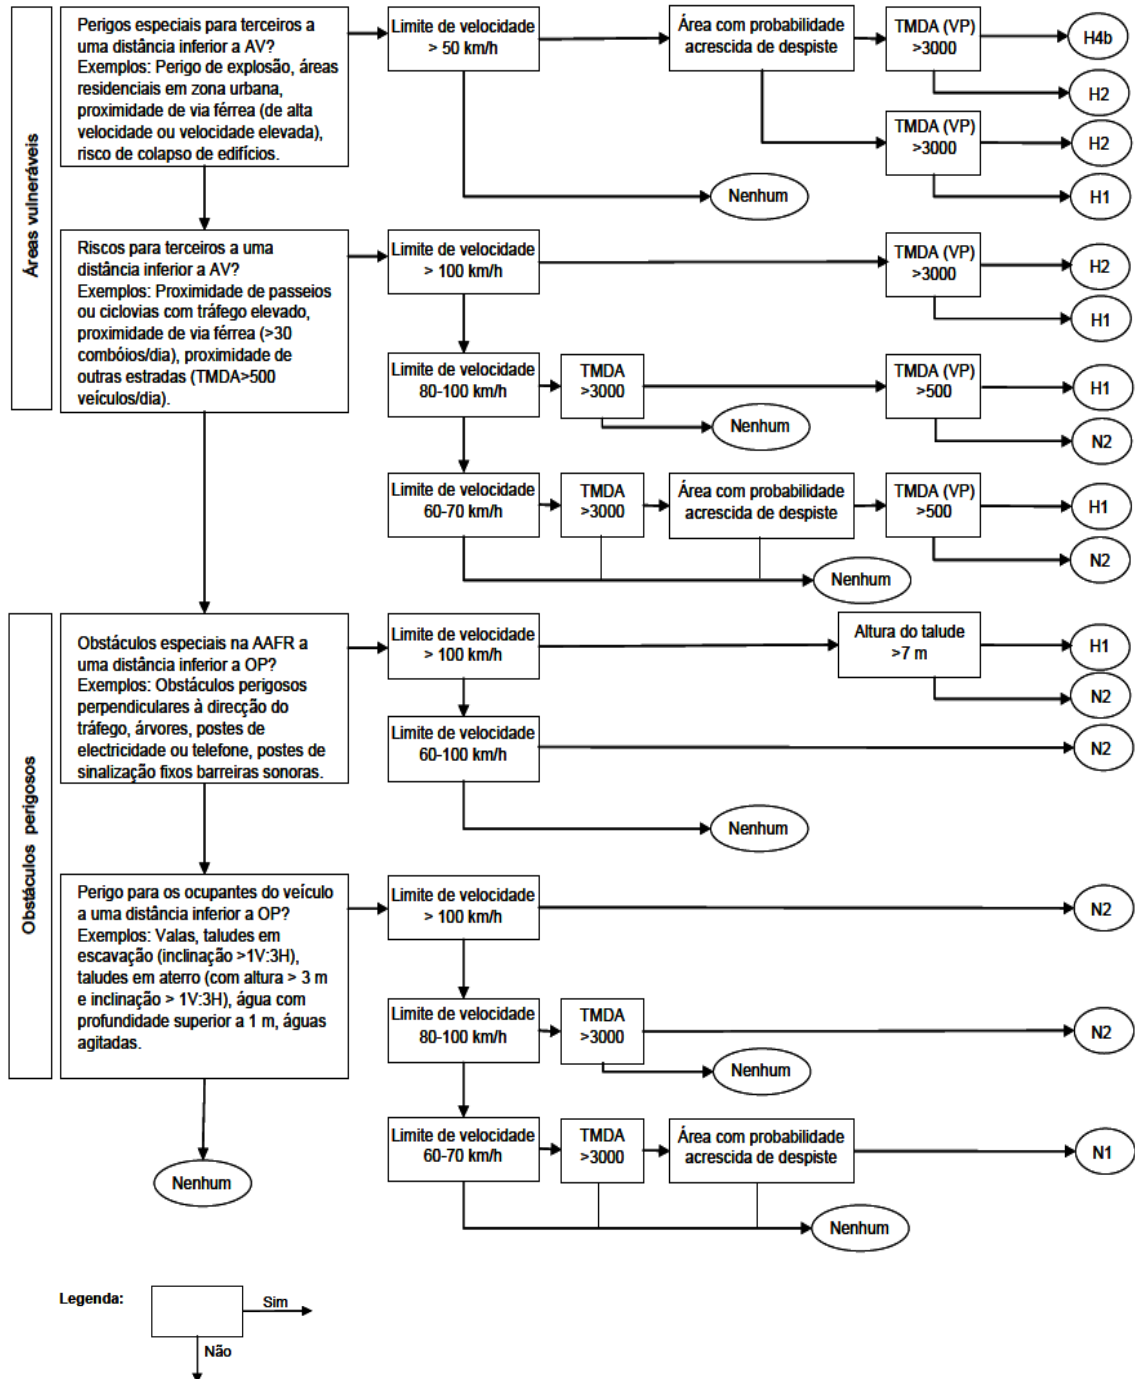 Áreas vulneráveis
Perigos especiais para terceiros a
uma distância inferior a AV?
Exemplos: Perigo de explosão, áreas
residenciais em zona urbana,
proximidade de via férrea (de alta
velocidade ou velocidade elevada),
risco de colapso de edifícios.
Limite de velocidade
> 50 km/h
Área com probabilidade
acrescida de despiste
TMDA (VP)
>3000
H4b
H2
TMDA (VP)
>3000
H2
H1
Nenhum
Riscos para terceiros a uma
distância inferior a AV?
Exemplos: Proximidade de passeios
ou ciclovias com tráfego elevado,
proximidade de via férrea (>30
combóios/dia), proximidade de
outras estradas (TMDA>500
veículos/dia).
Limite de velocidade
> 100 km/h
TMDA (VP)
>3000
H2
H1
Limite de velocidade
80-100 km/h
TMDA
>3000
Nenhum
TMDA (VP)
>500
H1
N2
Limite de velocidade
60-70 km/h
TMDA
>3000
Área com probabilidade
acrescida de despiste
TMDA (VP)
>500
H1
N2
Nenhum
Obstáculos perigosos
Obstáculos especiais na AAFR a
uma distância inferior a OP?
Exemplos: Obstáculos perigosos
perpendiculares à direcção do
tráfego, árvores, postes de
electricidade ou telefone, postes de
sinalização fixos barreiras sonoras.
Limite de velocidade
> 100 km/h
Altura do talude
>7 m
H1
N2
Limite de velocidade
60-100 km/h
N2
Nenhum
Perigo para os ocupantes do veículo
a uma distância inferior a OP?
Exemplos: Valas, taludes em
escavação (inclinação >1V:3H),
taludes em aterro (com altura > 3 m
e inclinação > 1V:3H), água com
profundidade superior a 1 m, águas
agitadas.
Limite de velocidade
> 100 km/h
N2
Limite de velocidade
80-100 km/h
TMDA
>3000
N2
Nenhum
Limite de velocidade
60-70 km/h
TMDA
>3000
Área com probabilidade
acrescida de despiste
N1
Nenhum
Nenhum
Legenda:
Sim
Não